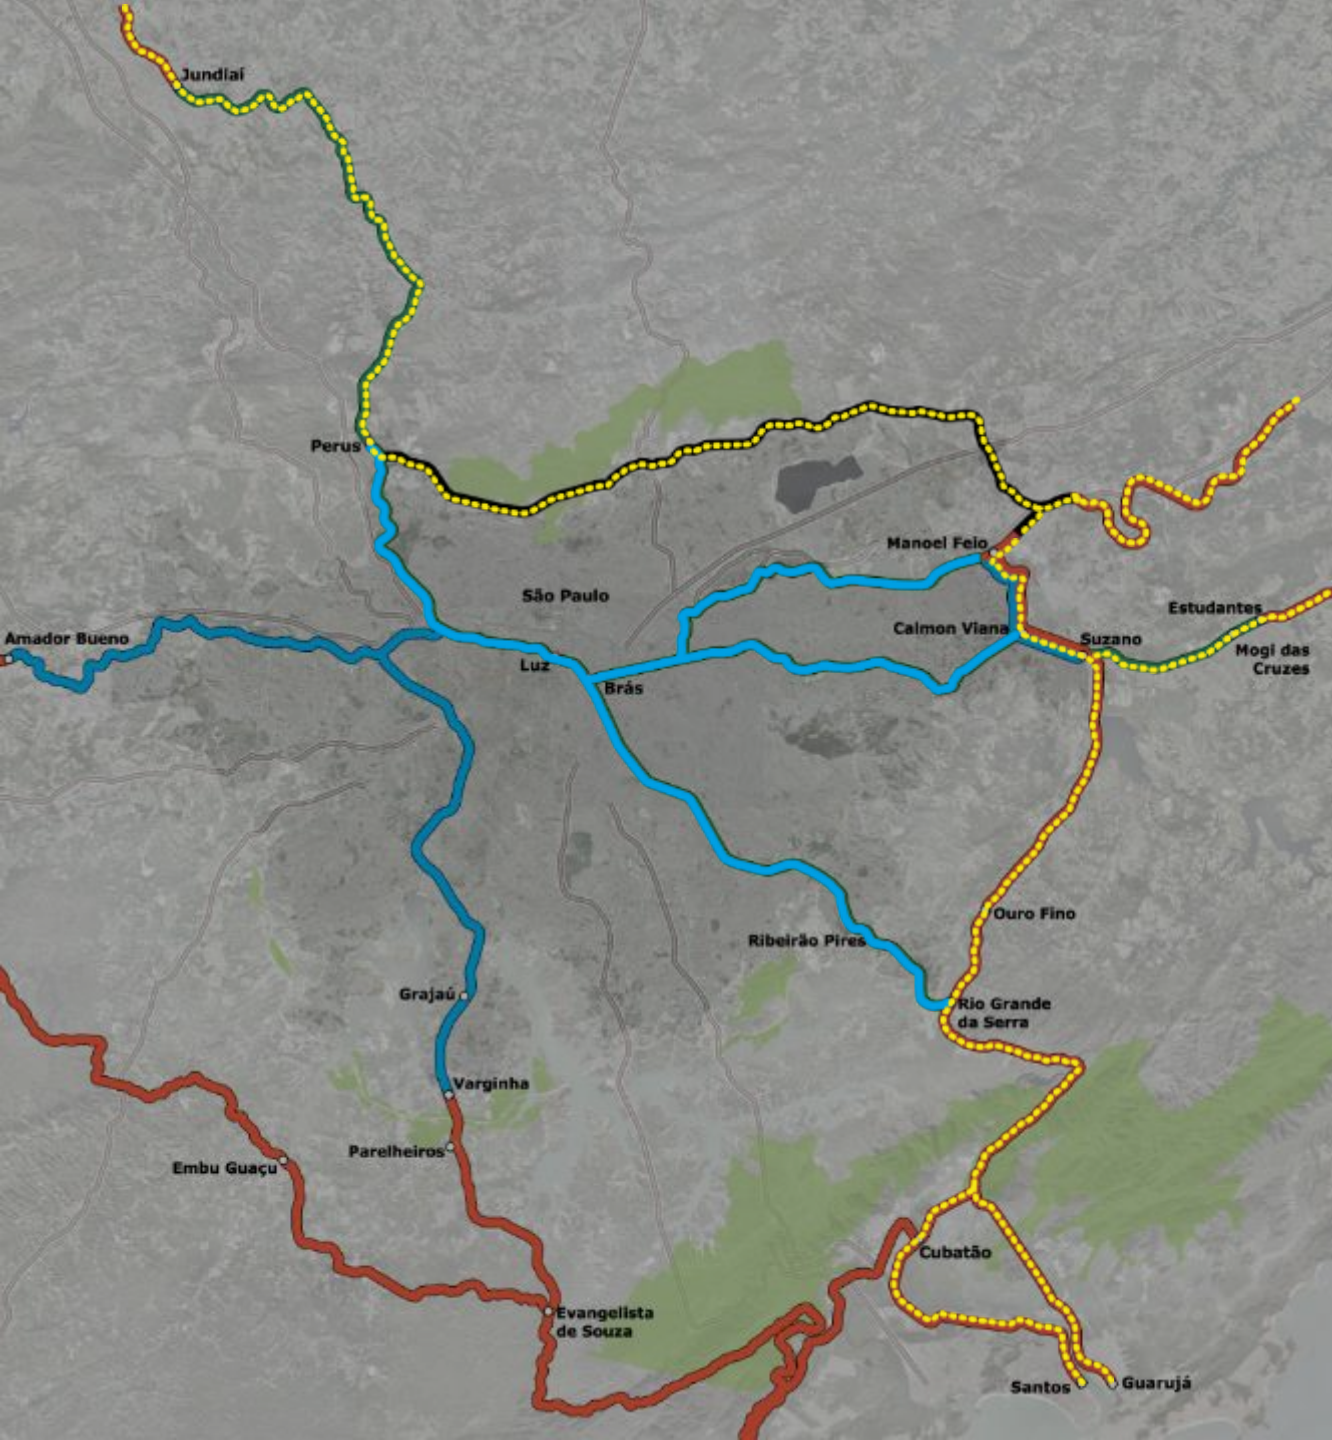 Jundiaí
Perus
Manoel Feio
São Paulo
Estudantes
Amador Bueno
Calmon Viana
Suzano
Mogi das
Cruzes
Luz
Brás
Ouro Fino
Ribeirão Pires
Grajaú
Rio Grande
da Serra
Varginha
Parelheiros
Embu Guaçu
Cubatão
Evangelista
de Souza
Santos
Guarujá